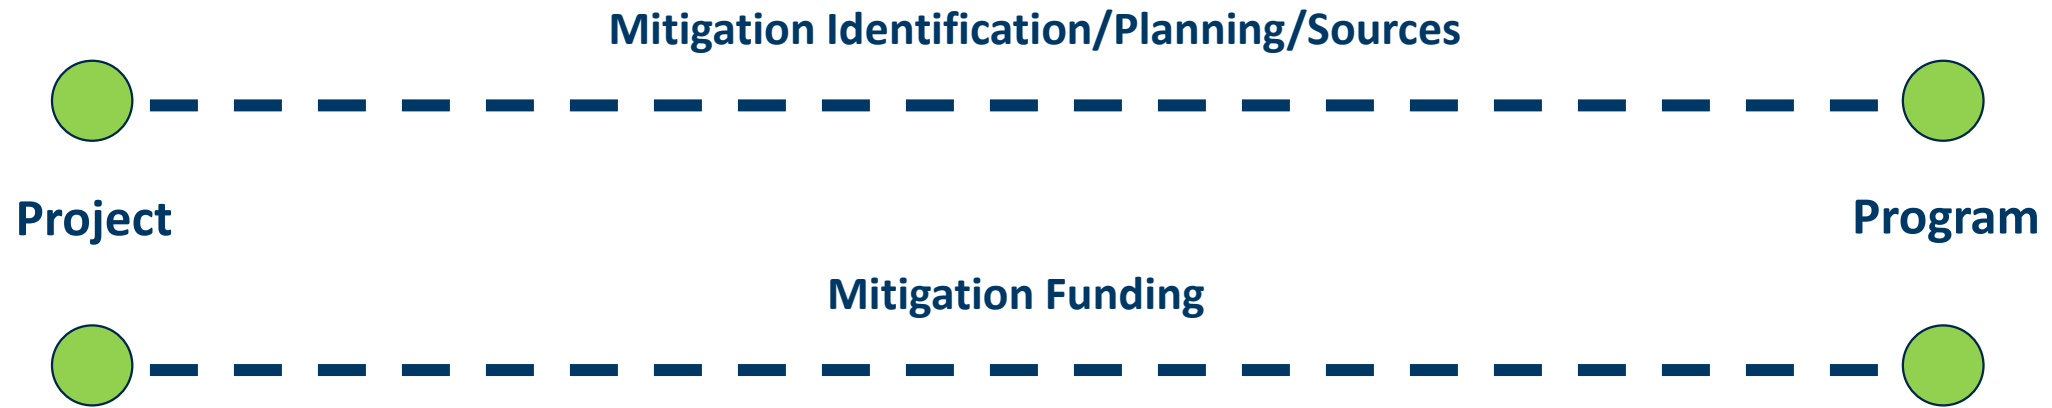 Mitigation Identification/Planning/Sources
Project
Program
Mitigation Funding